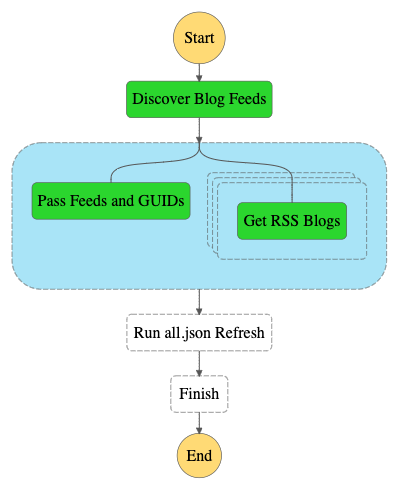 Start
Discover Blog Feeds
Pass Feeds and GUIDs
Get RSS Blogs
Run all.json Refresh
Finish
End